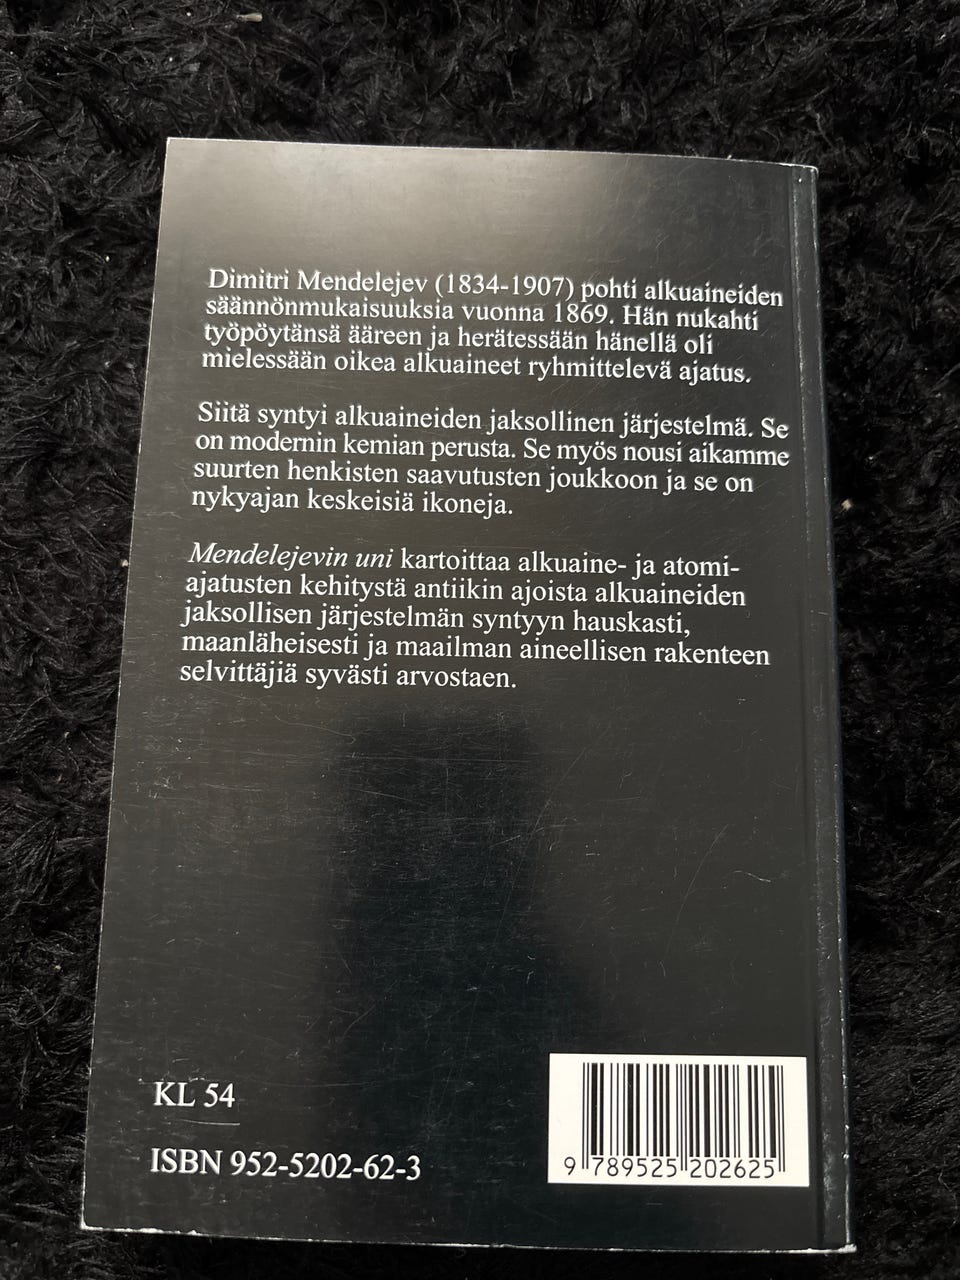 Dimitri Mendelejev (1834-1907) pohti alkuaineiden
säännönmukaisuuksia vuonna 1869. Hän nukahti
työpöytänsä ääreen ja herätessään hänellä oli
mielessään oikea alkuaineet ryhmittelevä ajatus.
Siitä syntyi alkuaineiden jaksollinen järjestelmä. Se
on modernin kemian perusta. Se myös nousi aikamme
suurten henkisten saavutusten joukkoon ja se on
nykyajan keskeisiä ikoneja.
Mendelejevin uni kartoittaa alkuaine- ja atomi-
ajatusten kehitystä antiikin ajoista alkuaineiden
jaksollisen järjestelmän syntyyn hauskasti,
maanläheisesti ja maailman aineellisen rakenteen
selvittäjiä syvästi arvostaen.
KL 54
ISBN 952-5202-62-3
9 789525 202625